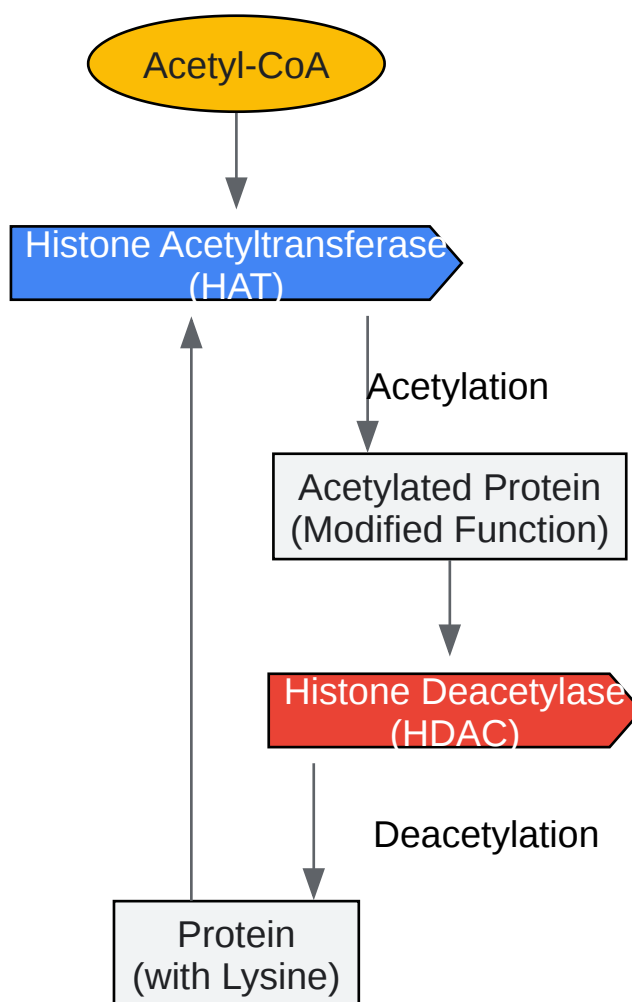 Acetyl-CoA
Histone Acetyltransferase
(HAT)
Acetylation
Acetylated Protein
(Modified Function)
Histone Deacetylase
(HDAC)
Deacetylation
Protein
(with Lysine)